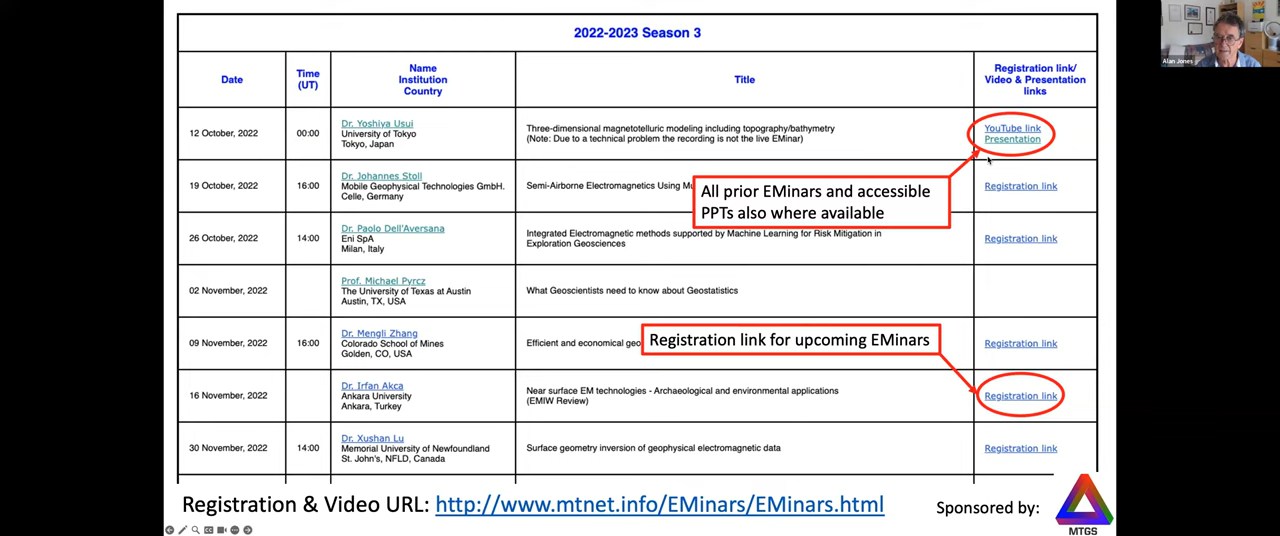 2022-2023 Season 3
Date
Time
(UT)
Name
Institution
Country
Title
Registration link/
Video & Presentation
links
12 October, 2022
00:00
Dr. Yoshiya Usui
University of Tokyo
Tokyo, Japan
Three-dimensional magnetotelluric modeling including topography/bathymetry
(Note: Due to a technical problem the recording is not the live EMinar)
YouTube link
Presentation
19 October, 2022
16:00
Dr. Johannes Stoll
Mobile Geophysical Technologies GmbH.
Celle, Germany
Semi-Airborne Electromagnetics Using
Registration link
All prior EMinars and accessible
PPTs also where available
26 October, 2022
14:00
Dr. Paolo Dell'Aversana
Eni SpA
Milan, Italy
Integrated Electromagnetic methods supported by Machine Learning for Risk Mitigation in
Exploration Geosciences
Registration link
02 November, 2022
Prof. Michael Pyrcz
The University of Texas at Austin
Austin, TX, USA
What Geoscientists need to know about Geostatistics
09 November, 2022
16:00
Dr. Mengli Zhang
Colorado School of Mines
Golden, CO, USA
Efficient and economical geo
Registration link for upcoming EMinars
Registration link
16 November, 2022
Dr. Irfan Akca
Ankara University
Ankara, Turkey
Near surface EM technologies - Archaeological and environmental applications
(EMIW Review)
Registration link
30 November, 2022
14:00
Dr. Xushan Lu
Memorial University of Newfoundland
St. John's, NFLD, Canada
Surface geometry inversion of geophysical electromagnetic data
Registration link
Registration & Video URL: http://www.mtnet.info/EMinars/EMinars.html
Sponsored by:
MTGS
Alan Jones